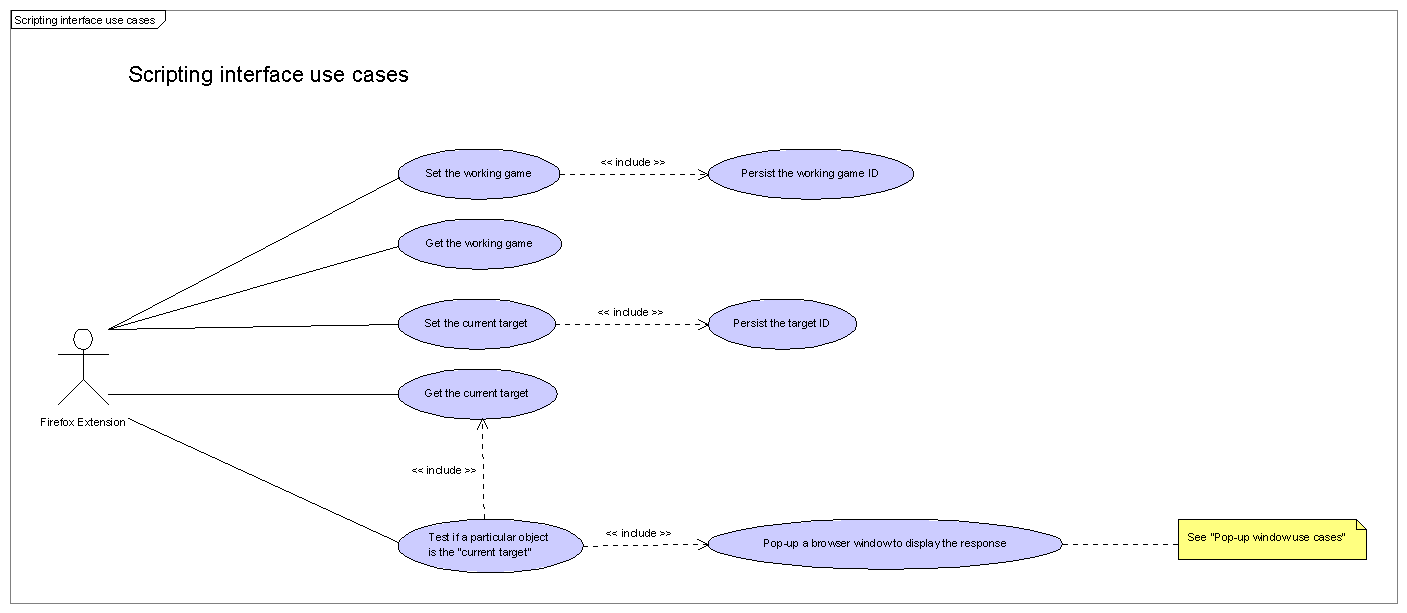 Scripting interface use cases
Scripting interface use cases
Set the working game
<< include >>
Persist the working game ID
Get the working game
Set the current target
<< include >>
Persist the target ID
Get the current target
Firefox Extension
<< include >>
Test if a particular object
is the "current target"
<< include >>
Pop-up a browser window to display the response
See "Pop-up window use cases"